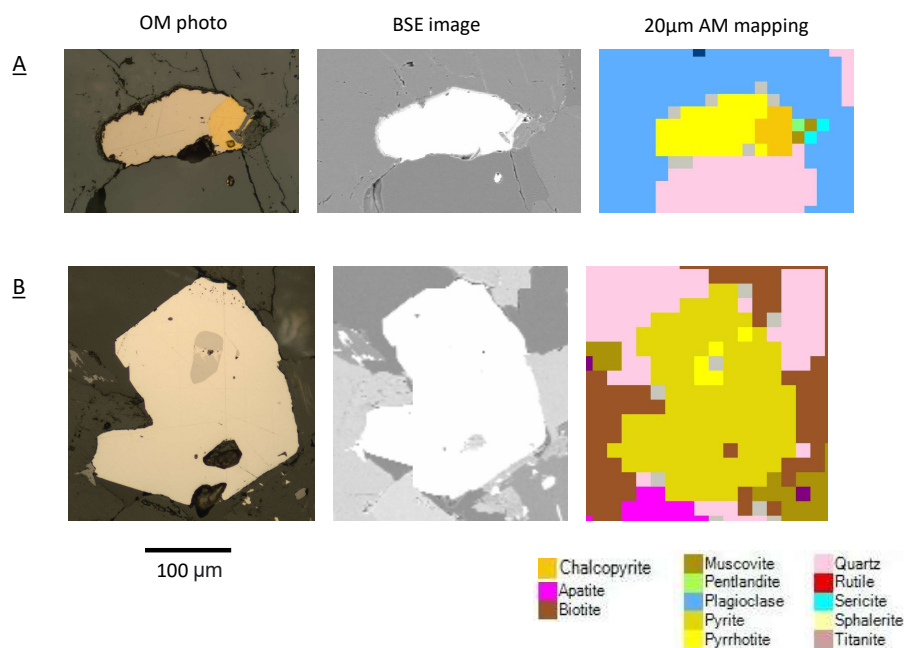 OM photo BSE image 20µm AM mapping
A
B
100 µm
Chalcopyrite
Apatite
Biotite
Muscovite
Pentlandite
Plagioclase
Pyrite
Pyrrhotite
Quartz
Rutile
Sericite
Sphalerite
Titanite